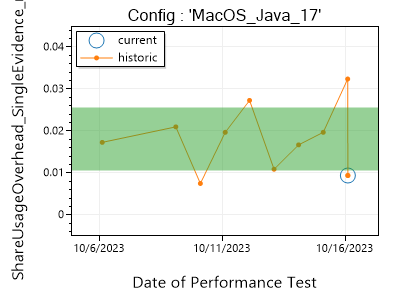 Config : 'MacOS_Java_17'
current
historic
0.04
0.03
0.02
0.01
0
10/6/2023
10/11/2023
10/16/2023
Date of Performance Test
ShareUsageOverhead_SingleEvidence_